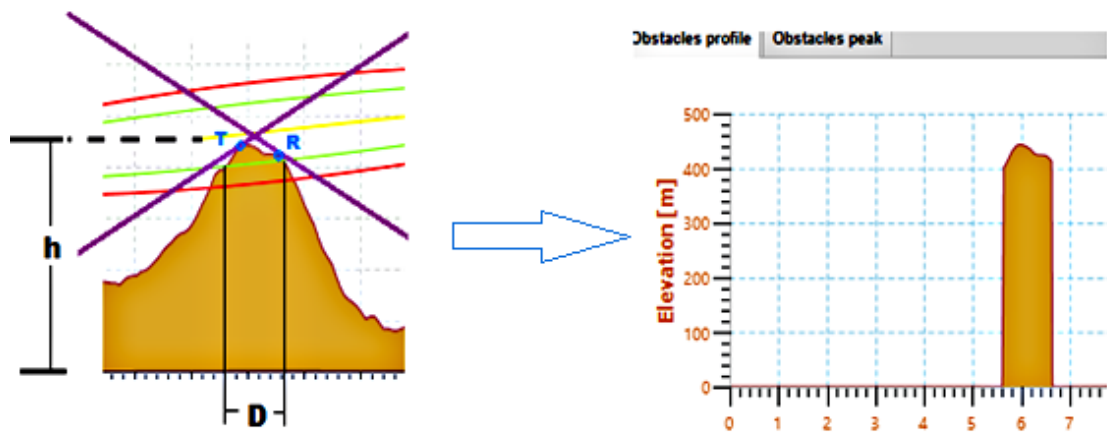 T
R
h
D
Obstacles profile
Obstacles peak
Elevation [m]
500
400
300
200
100
0
0 1 2 3 4 5 6 7